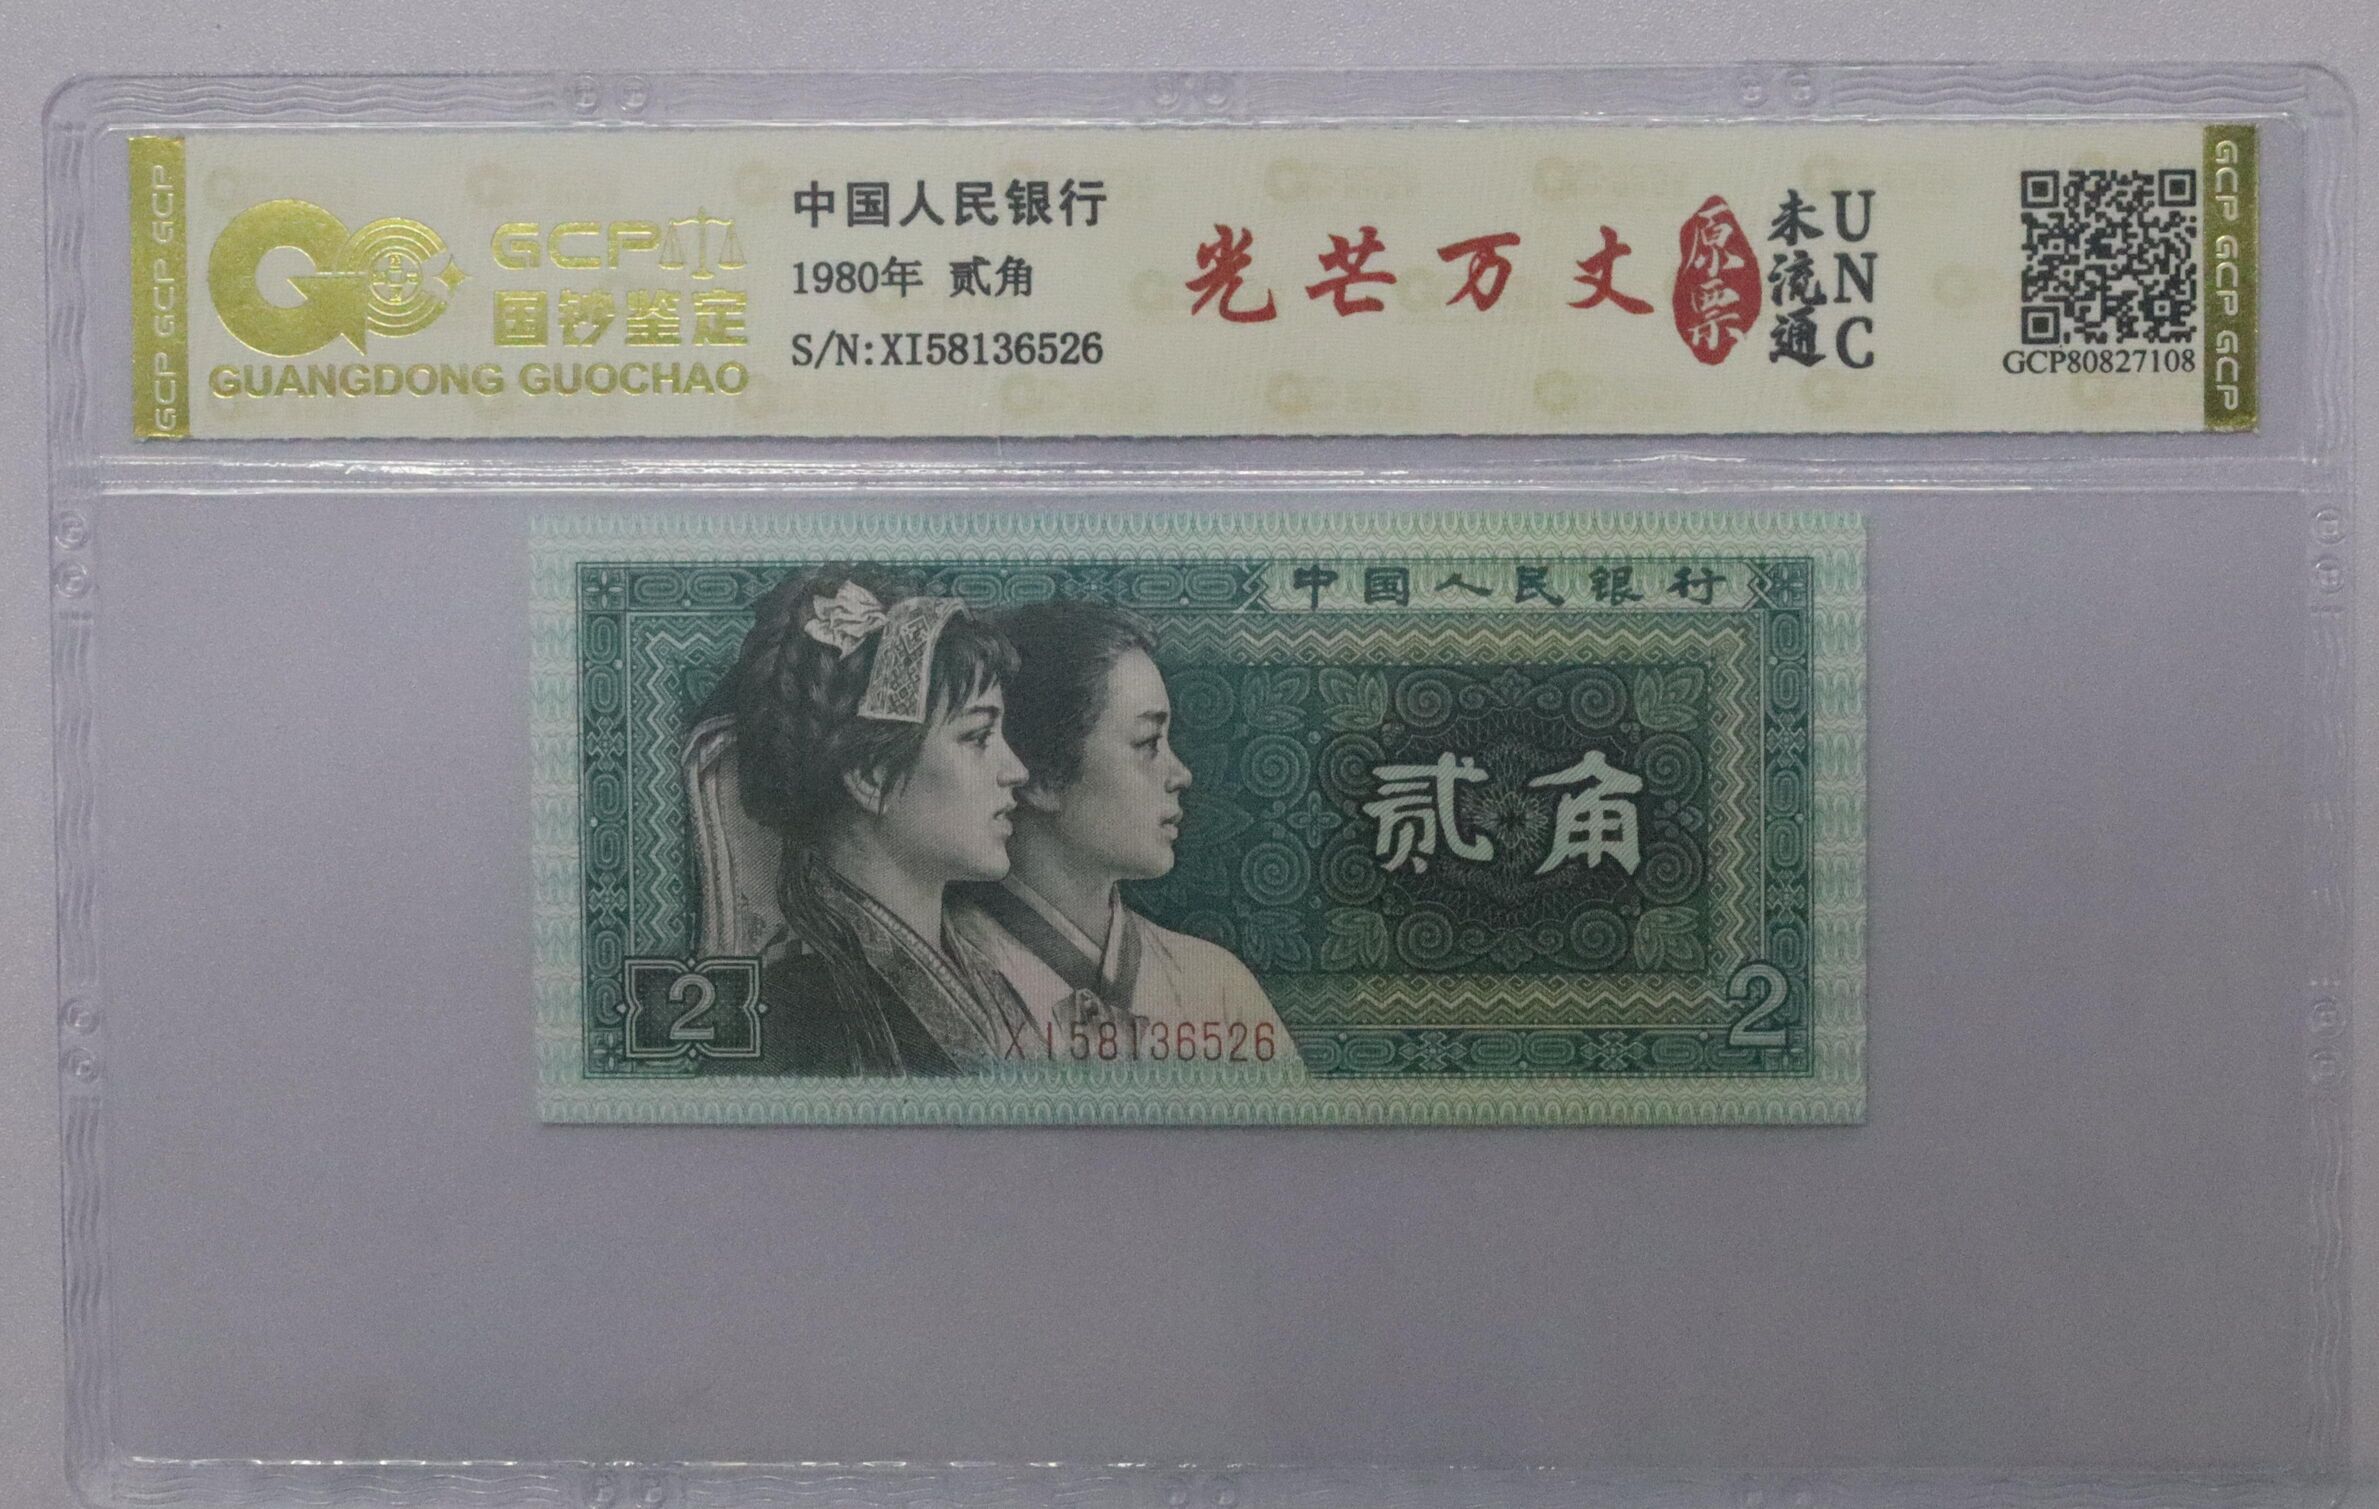 GCP GCP GCP
GCP
国钞鉴定
GUANGDONG GUOCHAO
中国人民银行
1980年 贰角
S/N:XI58136526
光芒万丈
原票
未流通
UNC
GCP80827108
GCP GCP GCP
中国人民银行
贰角
2
2
XI58136526